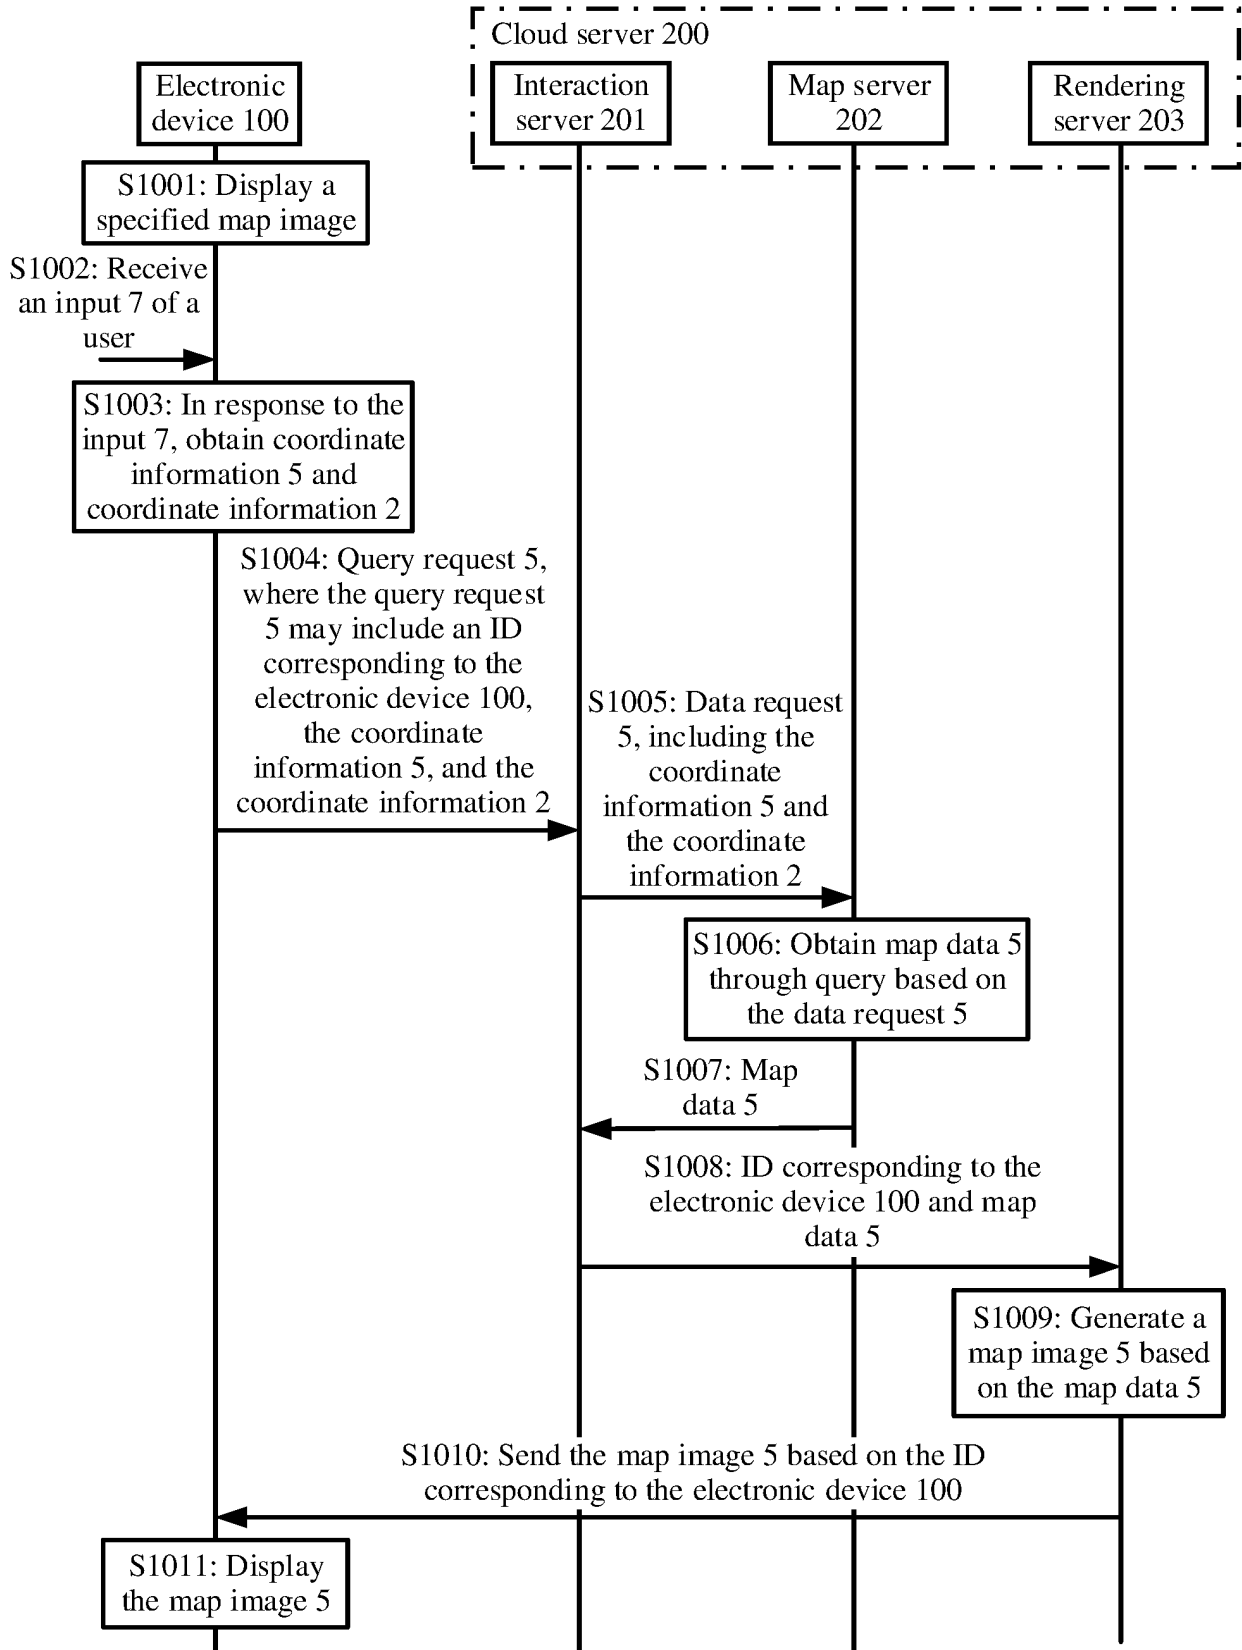 Cloud server 200
Electronic
device 100
Interaction
server 201
Map server
202
Rendering
server 203
S1001: Display a
specified map image
S1002: Receive
an input 7 of a
user
S1003: In response to the
input 7, obtain coordinate
information 5 and
coordinate information 2
S1004: Query request 5,
where the query request
5 may include an ID
corresponding to the
electronic device 100,
the coordinate
information 5, and the
coordinate information 2
S1005: Data request
5, including the
coordinate
information 5 and
the coordinate
information 2
S1006: Obtain map data 5
through query based on
the data request 5
S1007: Map
data 5
S1008: ID corresponding to the
electronic device 100 and map
data 5
S1009: Generate a
map image 5 based
on the map data 5
S1010: Send the map image 5 based on the ID
corresponding to the electronic device 100
S1011: Display
the map image 5